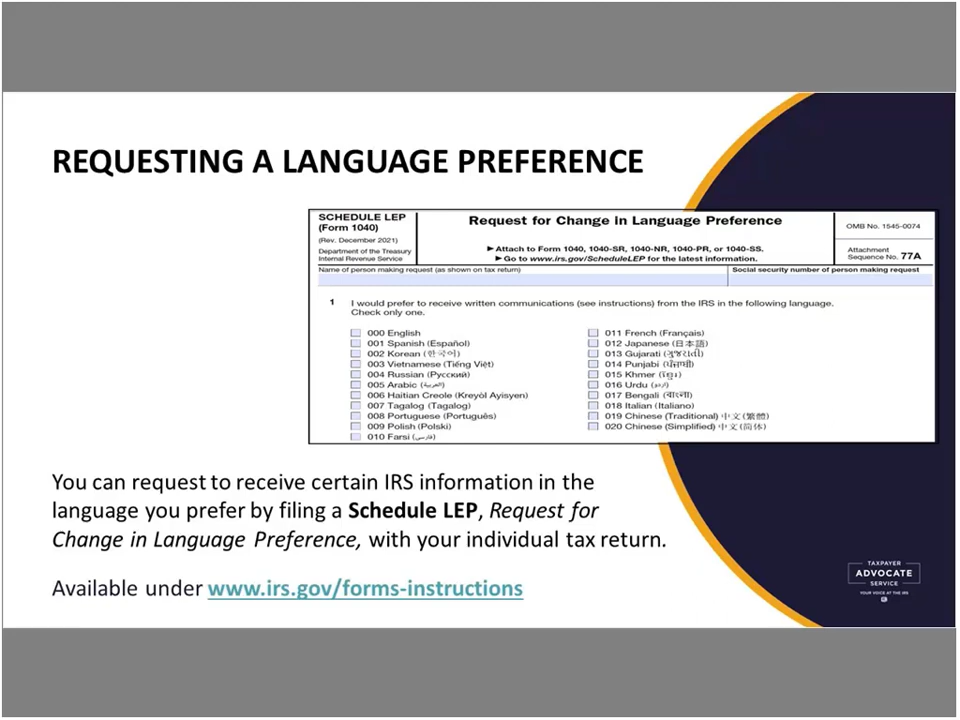 REQUESTING A LANGUAGE PREFERENCE
SCHEDULE LEP
(Form 1040)
(Rev. December 2021)
Department of the Treasury
Internal Revenue Service
Request for Change in Language Preference
▶Attach to Form 1040, 1040-SR, 1040-NR, 1040-PR, or 1040-SS.
▶Go to www.irs.gov/ScheduleLEP for the latest information.
OMB No. 1545-0074
Attachment
Sequence No. 77A
Name of person making request (as shown on tax return)
Social security number of person making request
1 I would prefer to receive written communications (see instructions) from the IRS in the following language.
Check only one.
000 English
001 Spanish (Español)
002 Korean (한국어)
003 Vietnamese (Tiếng Việt)
004 Russian (Русский)
005 Arabic (العربية)
006 Haitian Creole (Kreyòl Ayisyen)
007 Tagalog (Tagalog)
008 Portuguese (Português)
009 Polish (Polski)
010 Farsi (فارسی)
011 French (Français)
012 Japanese (日本語)
013 Gujarati (ગુજરાતી)
014 Punjabi (ਪੰਜਾਬੀ)
015 Khmer (ខ្មែរ)
016 Urdu (اردو)
017 Bengali (বাংলা)
018 Italian (Italiano)
019 Chinese (Traditional) 中文 (繁體)
020 Chinese (Simplified) 中文 (简体)
You can request to receive certain IRS information in the
language you prefer by filing a Schedule LEP, Request for
Change in Language Preference, with your individual tax return.
Available under www.irs.gov/forms-instructions
TAXPAYER
ADVOCATE
SERVICE
YOUR VOICE AT THE IRS